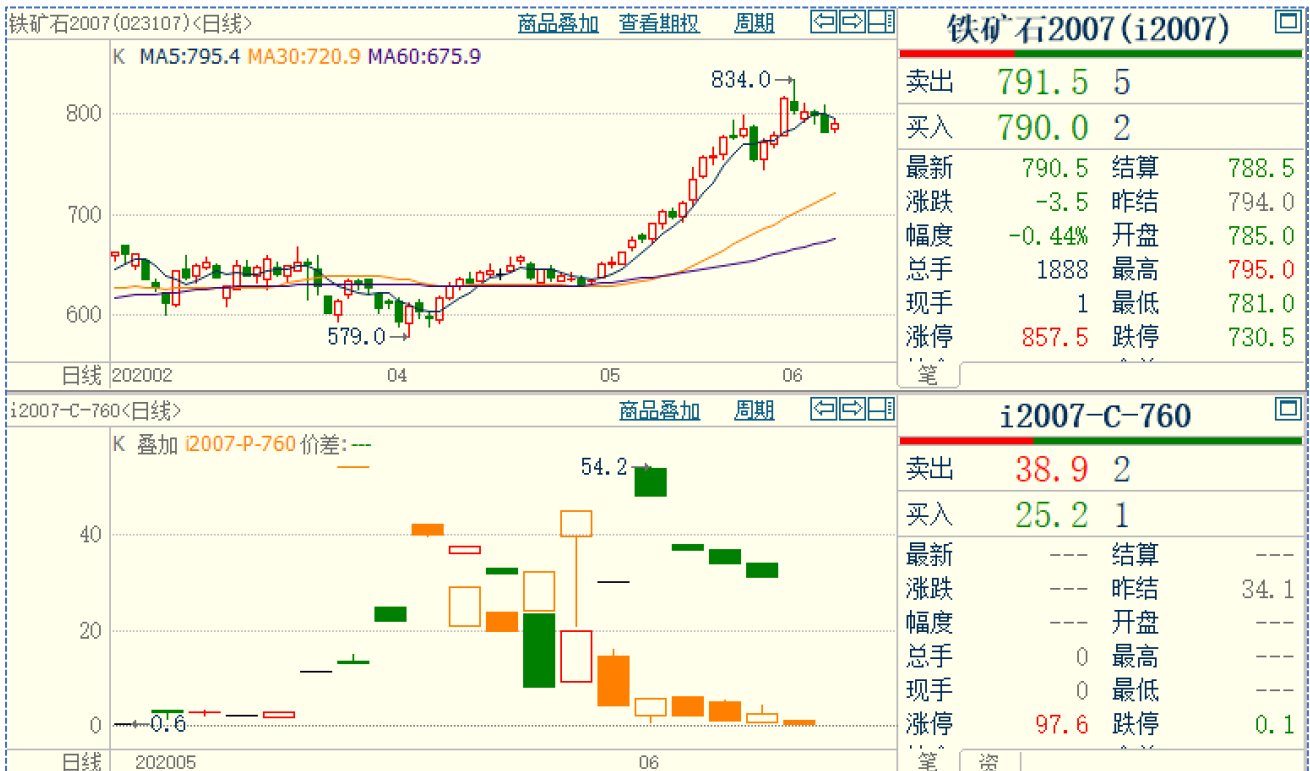 铁矿石2007(023107)<日线> 商品叠加 查看期权 周期
K MA5:795.4 MA30:720.9 MA60:675.9
834.0
800
700
600
579.0
日线 202002 04 05 06
铁矿石2007(i2007)
卖出 791.5 5
买入 790.0 2
最新 790.5 结算 788.5
涨跌 -3.5 昨结 794.0
幅度 -0.44% 开盘 785.0
总手 1888 最高 795.0
现手 1 最低 781.0
涨停 857.5 跌停 730.5
笔
i2007-C-760<日线> 商品叠加 周期
K 叠加 i2007-P-760 价差:---
54.2
40
20
0 0.6
日线 202005 06
i2007-C-760
卖出 38.9 2
买入 25.2 1
最新 --- 结算 ---
涨跌 --- 昨结 34.1
幅度 --- 开盘 ---
总手 0 最高 ---
现手 0 最低 ---
涨停 97.6 跌停 0.1
笔 资